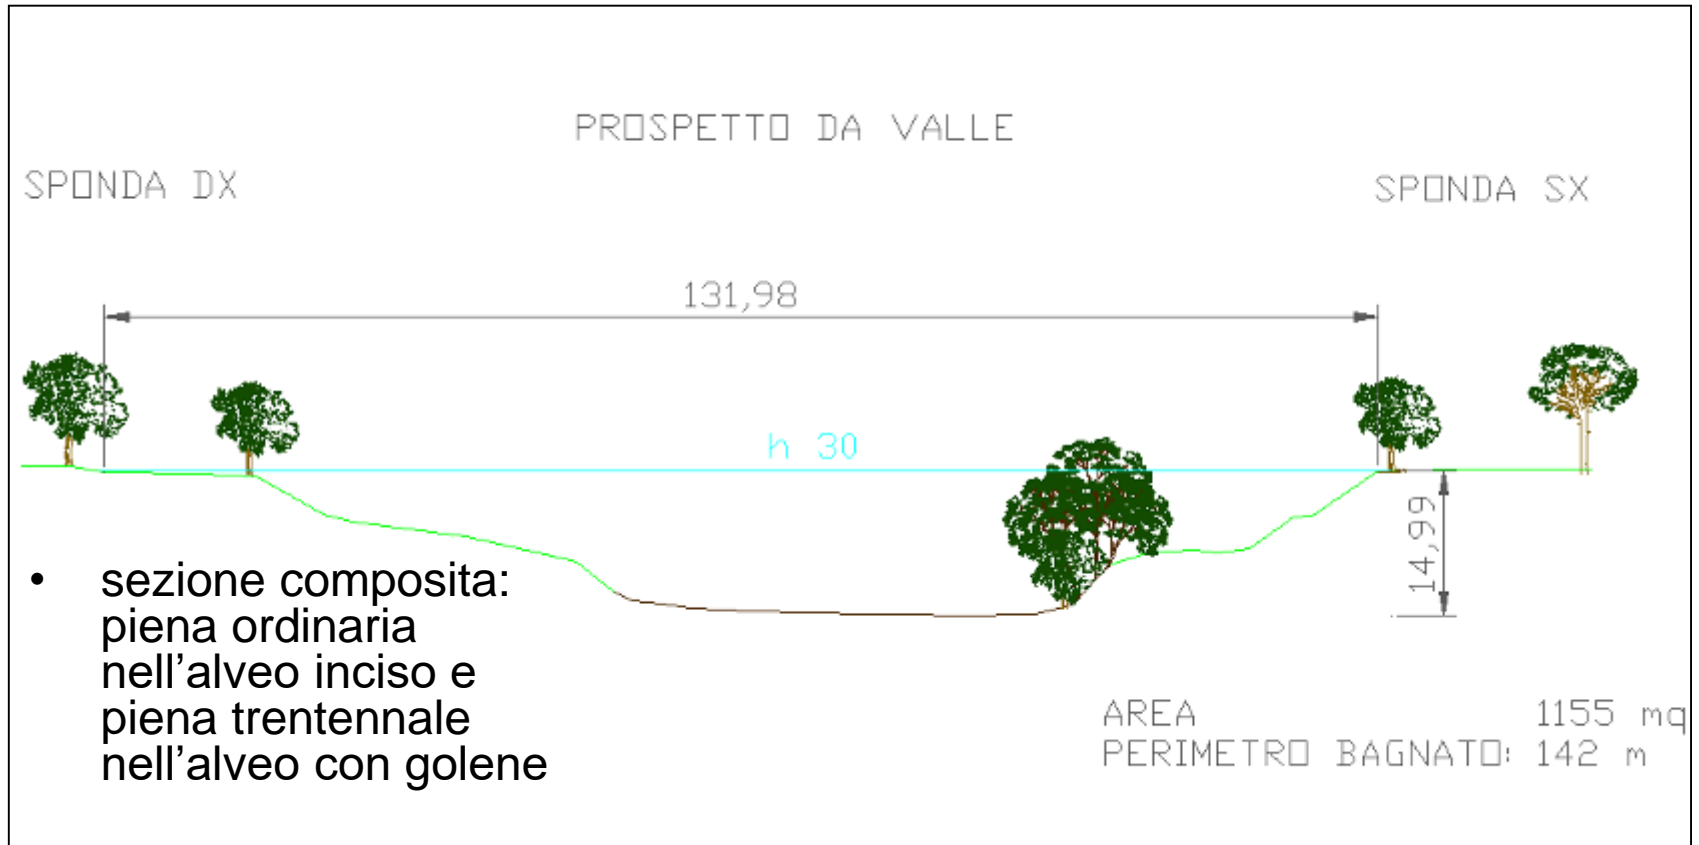 PROSPETTO DA VALLE
SPONDA DX
SPONDA SX
131,98
h 30
14,99
• sezione composita:
piena ordinaria
nell’alveo inciso e
piena trentennale
nell’alveo con golene
AREA 1155 mq
PERIMETRO BAGNATO: 142 m